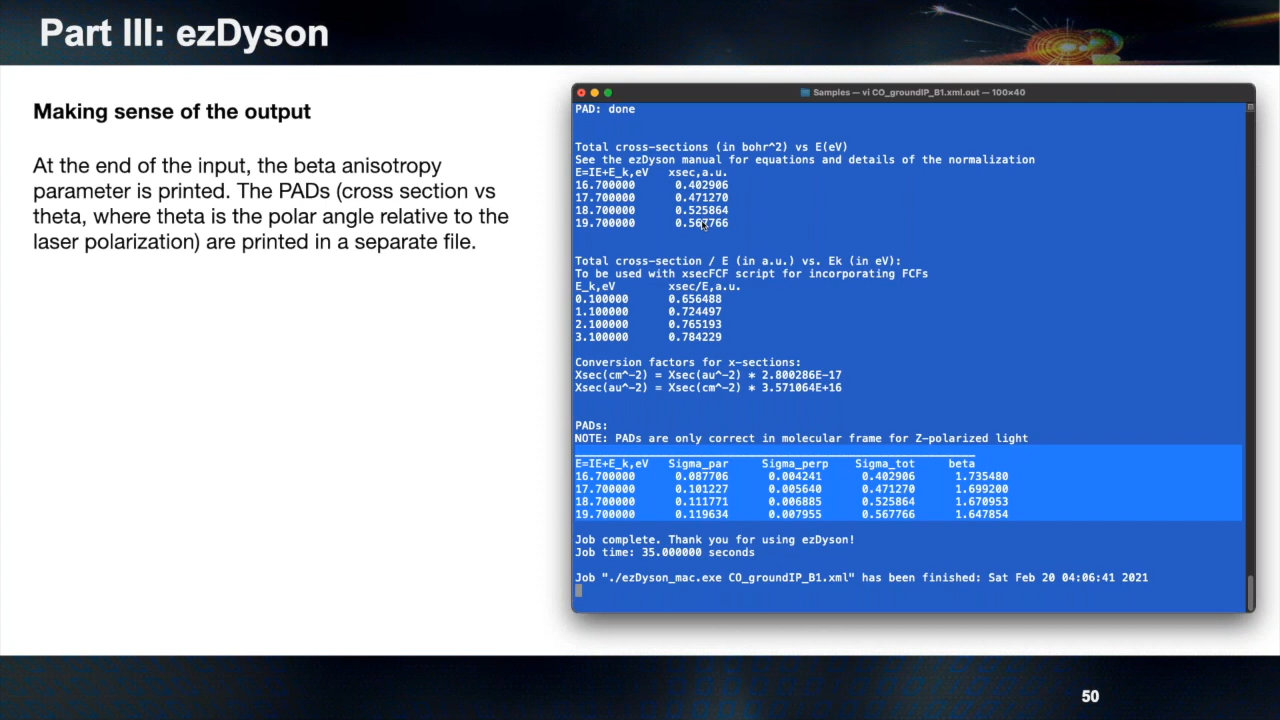 Part III: ezDyson
Making sense of the output
At the end of the input, the beta anisotropy
parameter is printed. The PADs (cross section vs
theta, where theta is the polar angle relative to the
laser polarization) are printed in a separate file.
Samples — vi CO_groundIP_B1.xml.out — 100×40
PAD: done
Total cross-sections (in bohr^2) vs E(eV)
See the ezDyson manual for equations and details of the normalization
E=IE+E_k,eV xsec,a.u.
16.700000 0.402906
17.700000 0.471270
18.700000 0.525864
19.700000 0.567766
Total cross-section / E (in a.u.) vs. Ek (in eV):
To be used with xsecFCF script for incorporating FCFs
E_k,eV xsec/E,a.u.
0.100000 0.656488
1.100000 0.724497
2.100000 0.765193
3.100000 0.784229
Conversion factors for x-sections:
Xsec(cm^-2) = Xsec(au^-2) * 2.800286E-17
Xsec(au^-2) = Xsec(cm^-2) * 3.571064E+16
PADs:
NOTE: PADs are only correct in molecular frame for Z-polarized light
E=IE+E_k,eV Sigma_par Sigma_perp Sigma_tot beta
16.700000 0.087706 0.004241 0.402906 1.735480
17.700000 0.101227 0.005640 0.471270 1.699200
18.700000 0.111771 0.006885 0.525864 1.670953
19.700000 0.119634 0.007955 0.567766 1.647854
Job complete. Thank you for using ezDyson!
Job time: 35.000000 seconds
Job "./ezDyson_mac.exe CO_groundIP_B1.xml" has been finished: Sat Feb 20 04:06:41 2021
50